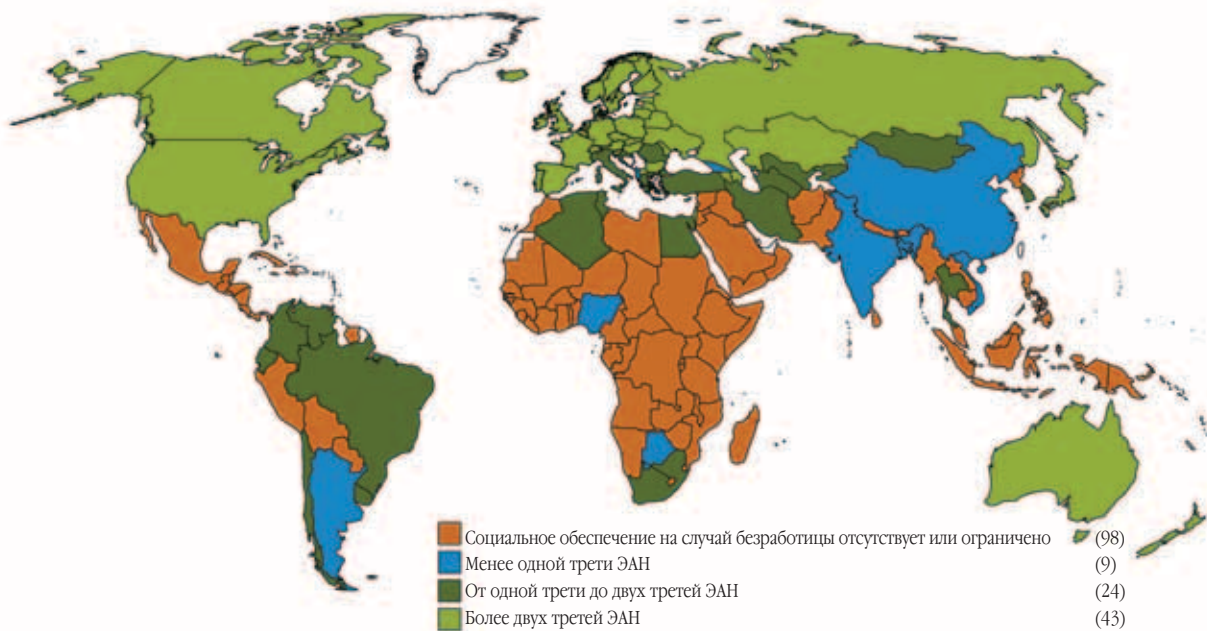 Социальное обеспечение на случай безработицы отсутствует или ограничено (98)
Менее одной трети ЭАН (9)
От одной трети до двух третей ЭАН (24)
Более двух третей ЭАН (43)